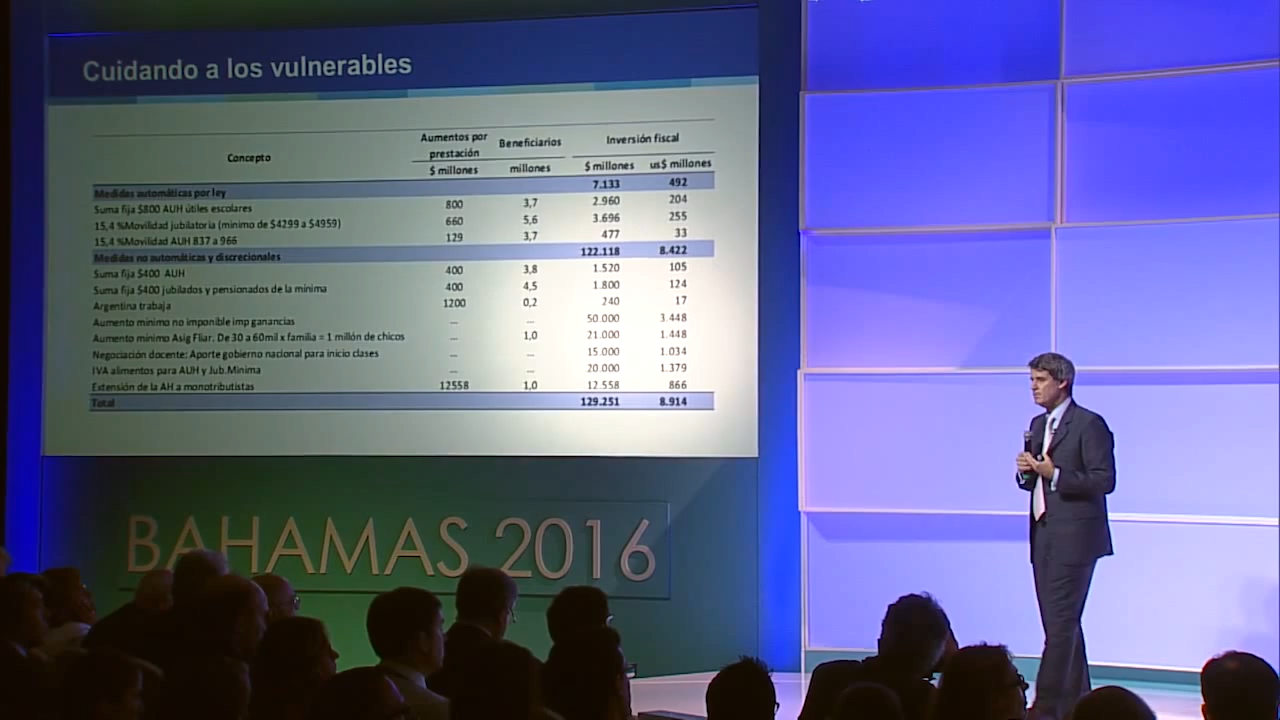 Cuidando a los vulnerables
Concepto Aumentos por prestación Beneficiarios Inversión fiscal
$ millones millones $ millones us$ millones
Medidas automáticas por ley 7.133 492
Suma fija $800 AUH útiles escolares 800 3,7 2.960 204
15,4 %Movilidad jubilatoria (mínimo de $4299 a $4959) 660 5,6 3.696 255
15,4 %Movilidad AUH 837 a 966 129 3,7 477 33
Medidas no automáticas y discrecionales 122.118 8.422
Suma fija $400 AUH 400 3,8 1.520 105
Suma fija $400 jubilados y pensionados de la mínima 400 4,5 1.800 124
Argentina trabaja 1200 0,2 240 17
Aumento mínimo no imponible imp ganancias ... ... 50.000 3.448
Aumento mínimo Asig Fliar. De 30 a 60mil x familia = 1 millón de chicos ... 1,0 21.000 1.448
Negociación docente: Aporte gobierno nacional para inicio clases ... ... 15.000 1.034
IVA alimentos para AUH y Jub.Mínima ... ... 20.000 1.379
Extensión de la AH a monotributistas 12558 1,0 12.558 866
Total 129.251 8.914
BAHAMAS 2016